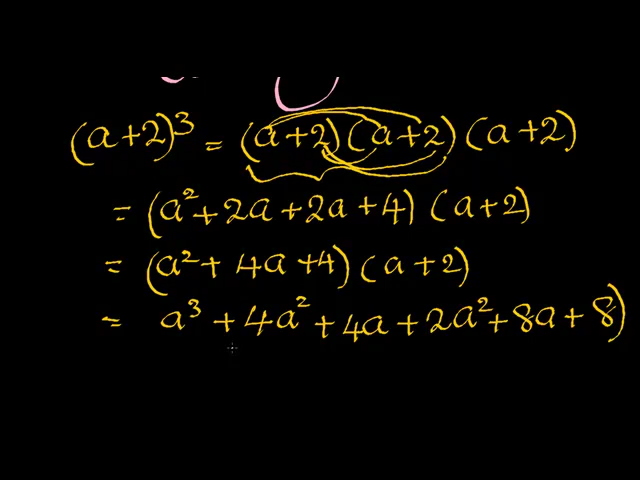 (a+2)³ = (a+2)(a+2)(a+2)
= (a²+2a+2a+4)(a+2)
= (a²+4a+4)(a+2)
= a³+4a²+4a+2a²+8a+8)